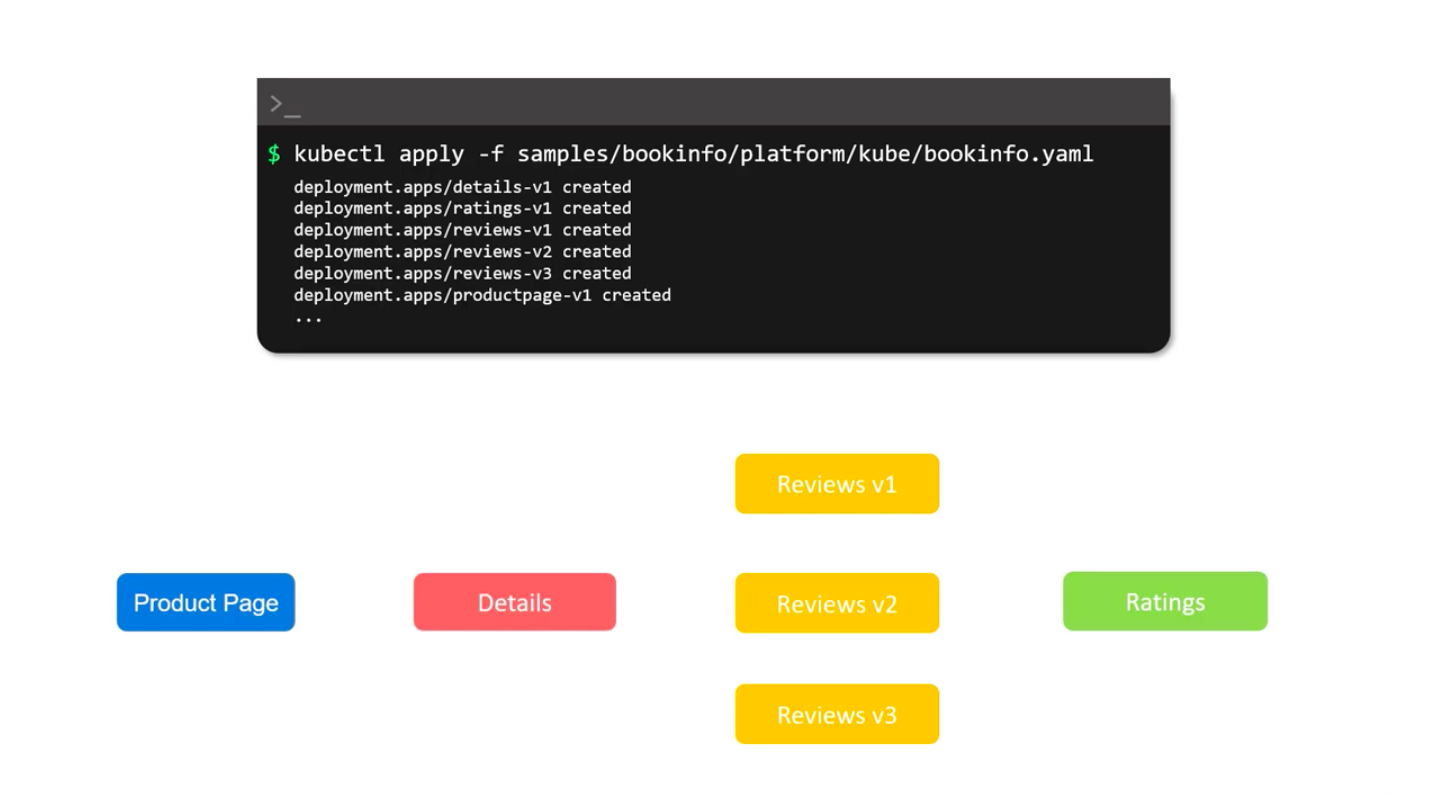 >_
$ kubectl apply -f samples/bookinfo/platform/kube/bookinfo.yaml
deployment.apps/details-v1 created
deployment.apps/ratings-v1 created
deployment.apps/reviews-v1 created
deployment.apps/reviews-v2 created
deployment.apps/reviews-v3 created
deployment.apps/productpage-v1 created
...
Reviews v1
Product Page
Details
Reviews v2
Ratings
Reviews v3